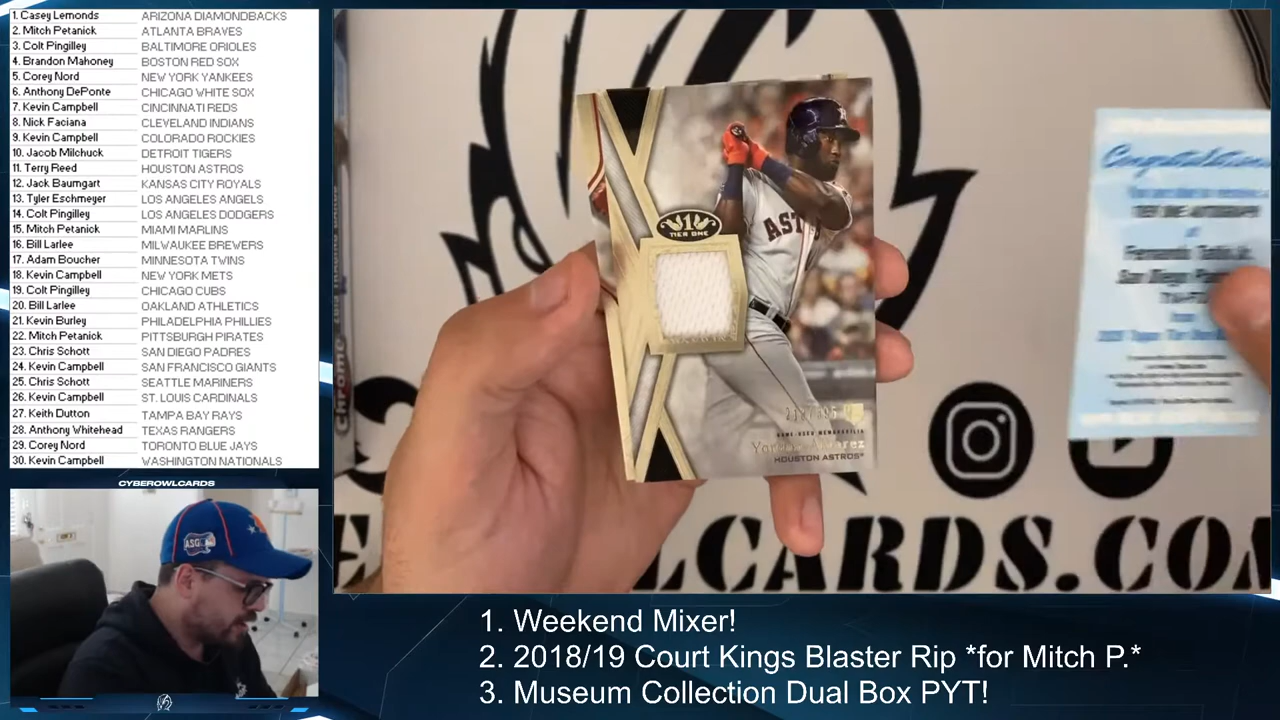 1. Casey Lemonds ARIZONA DIAMONDBACKS
2. Mitch Petanick ATLANTA BRAVES
3. Colt Pingilley BALTIMORE ORIOLES
4. Brandon Mahoney BOSTON RED SOX
5. Corey Nord NEW YORK YANKEES
6. Anthony DePonte CHICAGO WHITE SOX
7. Kevin Campbell CINCINNATI REDS
8. Nick Faciana CLEVELAND INDIANS
9. Kevin Campbell COLORADO ROCKIES
10. Jacob Milchuck DETROIT TIGERS
11. Terry Reed HOUSTON ASTROS
12. Jack Baumgart KANSAS CITY ROYALS
13. Tyler Eschmeyer LOS ANGELES ANGELS
14. Colt Pingilley LOS ANGELES DODGERS
15. Mitch Petanick MIAMI MARLINS
16. Bill Larlee MILWAUKEE BREWERS
17. Adam Boucher MINNESOTA TWINS
18. Kevin Campbell NEW YORK METS
19. Colt Pingilley CHICAGO CUBS
20. Bill Larlee OAKLAND ATHLETICS
21. Kevin Burley PHILADELPHIA PHILLIES
22. Mitch Petanick PITTSBURGH PIRATES
23. Chris Schott SAN DIEGO PADRES
24. Kevin Campbell SAN FRANCISCO GIANTS
25. Chris Schott SEATTLE MARINERS
26. Kevin Campbell ST. LOUIS CARDINALS
27. Keith Dutton TAMPA BAY RAYS
28. Anthony Whitehead TEXAS RANGERS
29. Corey Nord TORONTO BLUE JAYS
30. Kevin Campbell WASHINGTON NATIONALS
CYBEROWLCARDS
ASG
Chrome
T1
TIER ONE
AST
GAME-USED MEMORABILIA
HOUSTON ASTROS
LCARDS.CO
1. Weekend Mixer!
2. 2018/19 Court Kings Blaster Rip *for Mitch P.*
3. Museum Collection Dual Box PYT!